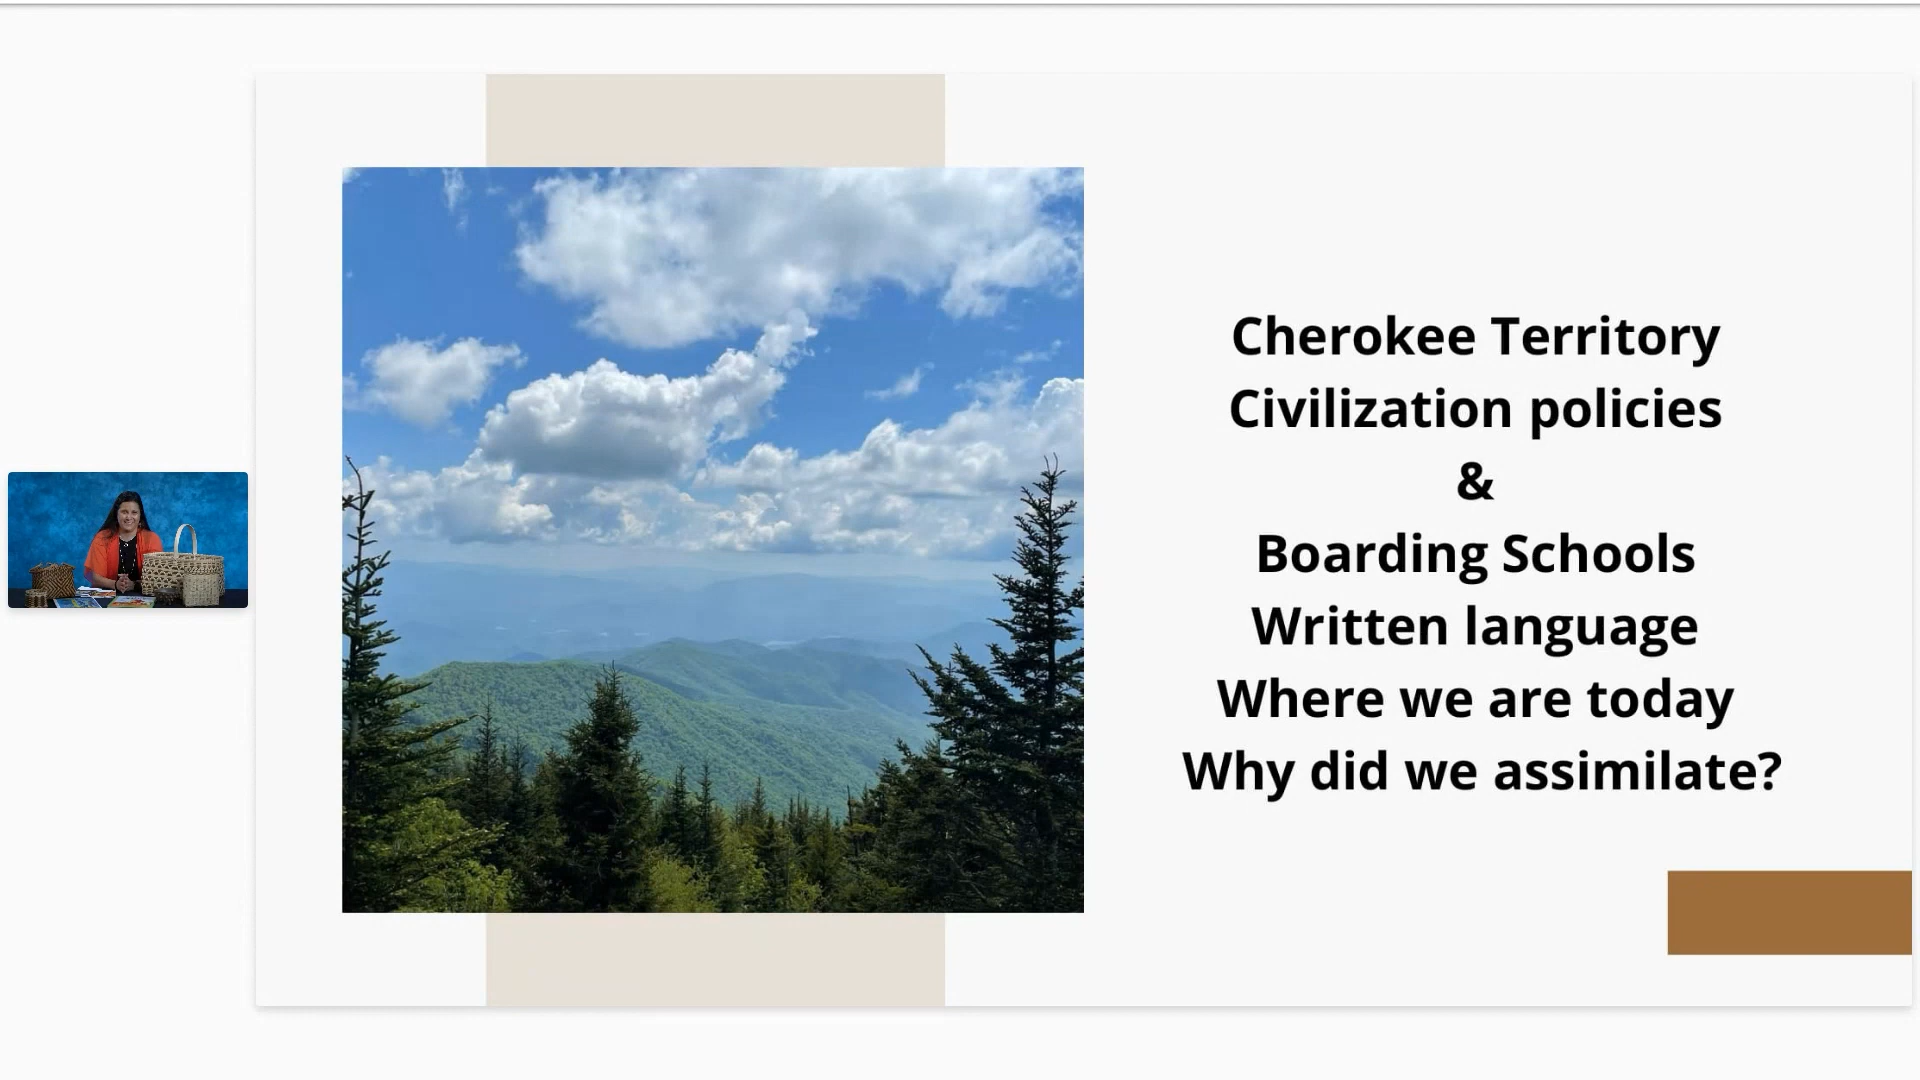 Cherokee Territory
Civilization policies
&
Boarding Schools
Written language
Where we are today
Why did we assimilate?